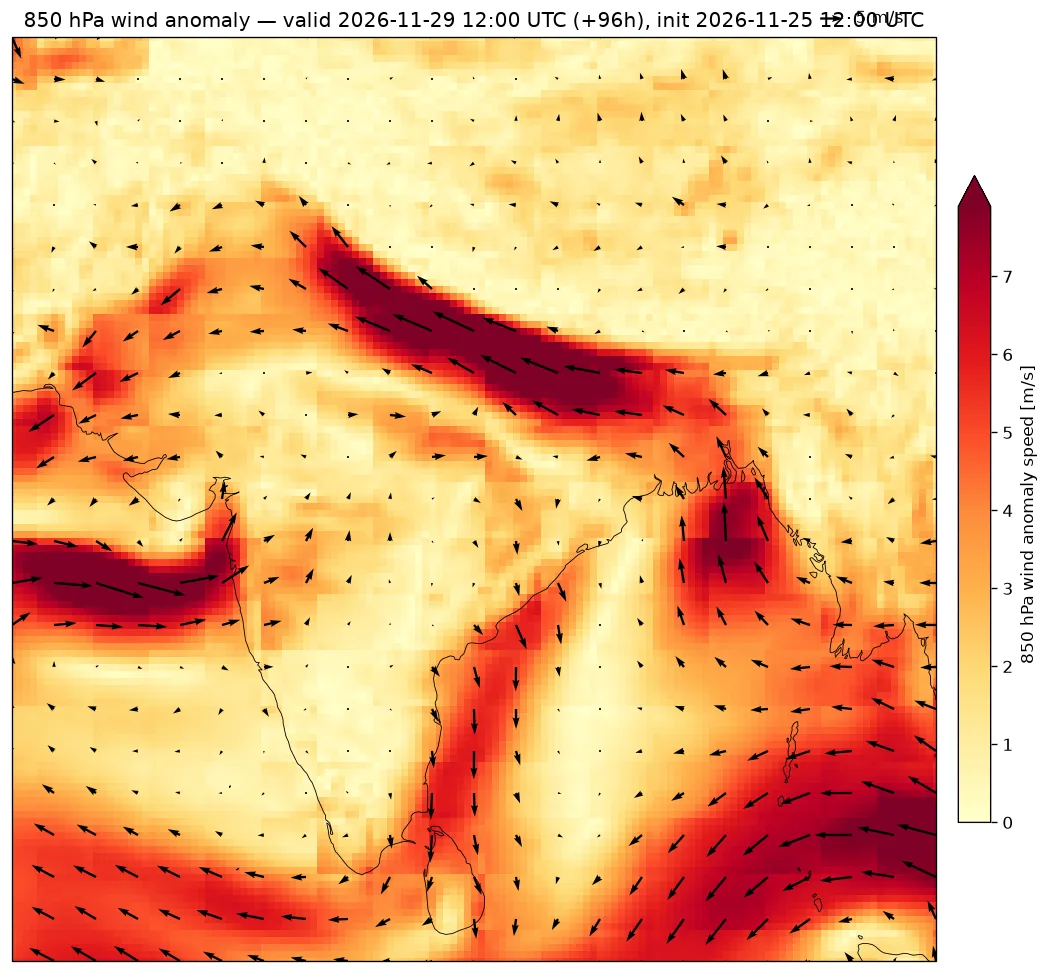 850 hPa wind anomaly — valid 2026-11-29 12:00 UTC (+96h), init 2026-11-25 12:00 UTC
5 m/s
7
6
5
4
3
2
1
0
850 hPa wind anomaly speed [m/s]